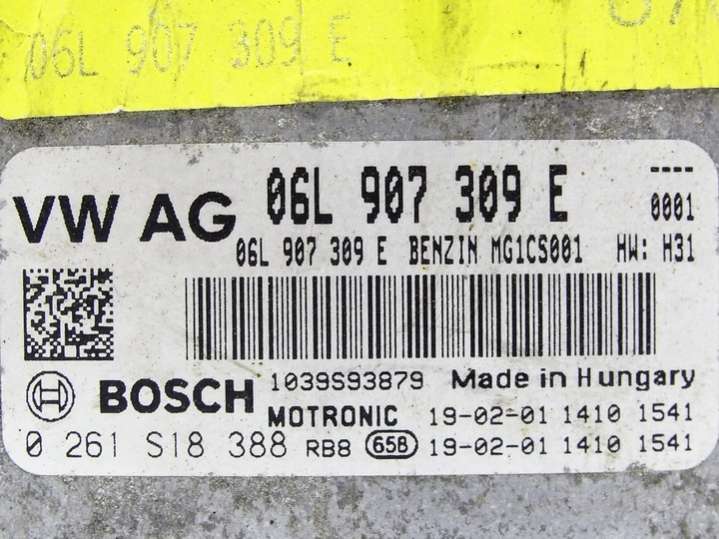 06L 907 309 E
VW AG 06L 907 309 E ----
0001
06L 907 309 E BENZIN MG1CS001 HW: H31
BOSCH 1039S93879 Made in Hungary
MOTRONIC 19-02-01 1410 1541
0 261 S18 388 RB8 65B 19-02-01 1410 1541